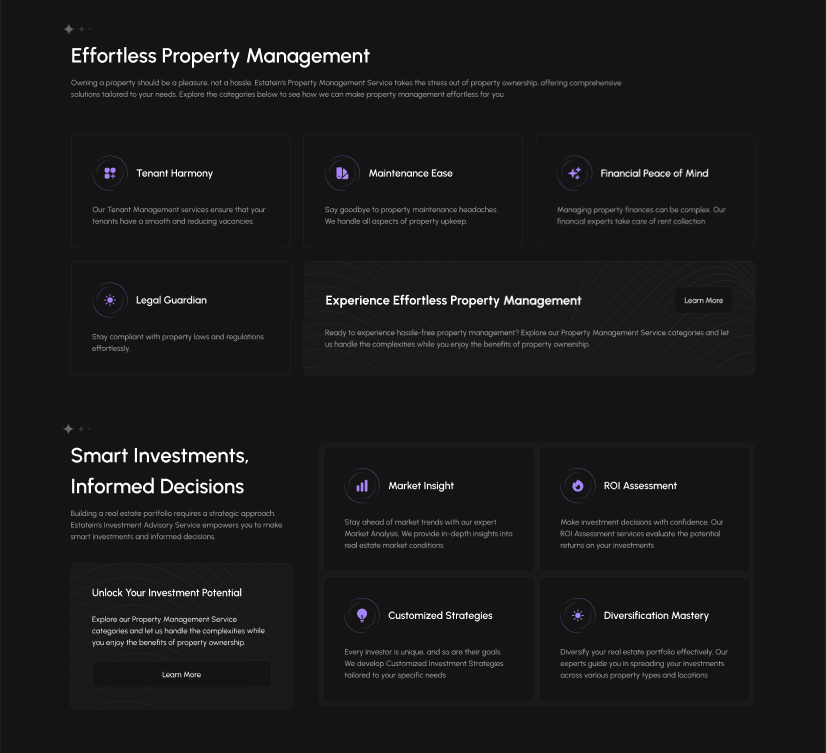 Effortless Property Management
Owning a property should be a pleasure, not a hassle. Estatein's Property Management Service takes the stress out of property ownership, offering comprehensive
solutions tailored to your needs. Explore the categories below to see how we can make property management effortless for you
Tenant Harmony
Our Tenant Management services ensure that your
tenants have a smooth and reducing vacancies.
Maintenance Ease
Say goodbye to property maintenance headaches.
We handle all aspects of property upkeep.
Financial Peace of Mind
Managing property finances can be complex. Our
financial experts take care of rent collection
Legal Guardian
Stay compliant with property laws and regulations
effortlessly.
Experience Effortless Property Management
Learn More
Ready to experience hassle-free property management? Explore our Property Management Service categories and let
us handle the complexities while you enjoy the benefits of property ownership.
Smart Investments,
Informed Decisions
Building a real estate portfolio requires a strategic approach.
Estatein's Investment Advisory Service empowers you to make
smart investments and informed decisions.
Unlock Your Investment Potential
Explore our Property Management Service
categories and let us handle the complexities while
you enjoy the benefits of property ownership.
Learn More
Market Insight
Stay ahead of market trends with our expert
Market Analysis. We provide in-depth insights into
real estate market conditions
ROI Assessment
Make investment decisions with confidence. Our
ROI Assessment services evaluate the potential
returns on your investments
Customized Strategies
Every investor is unique, and so are their goals.
We develop Customized Investment Strategies
tailored to your specific needs
Diversification Mastery
Diversify your real estate portfolio effectively. Our
experts guide you in spreading your investments
across various property types and locations